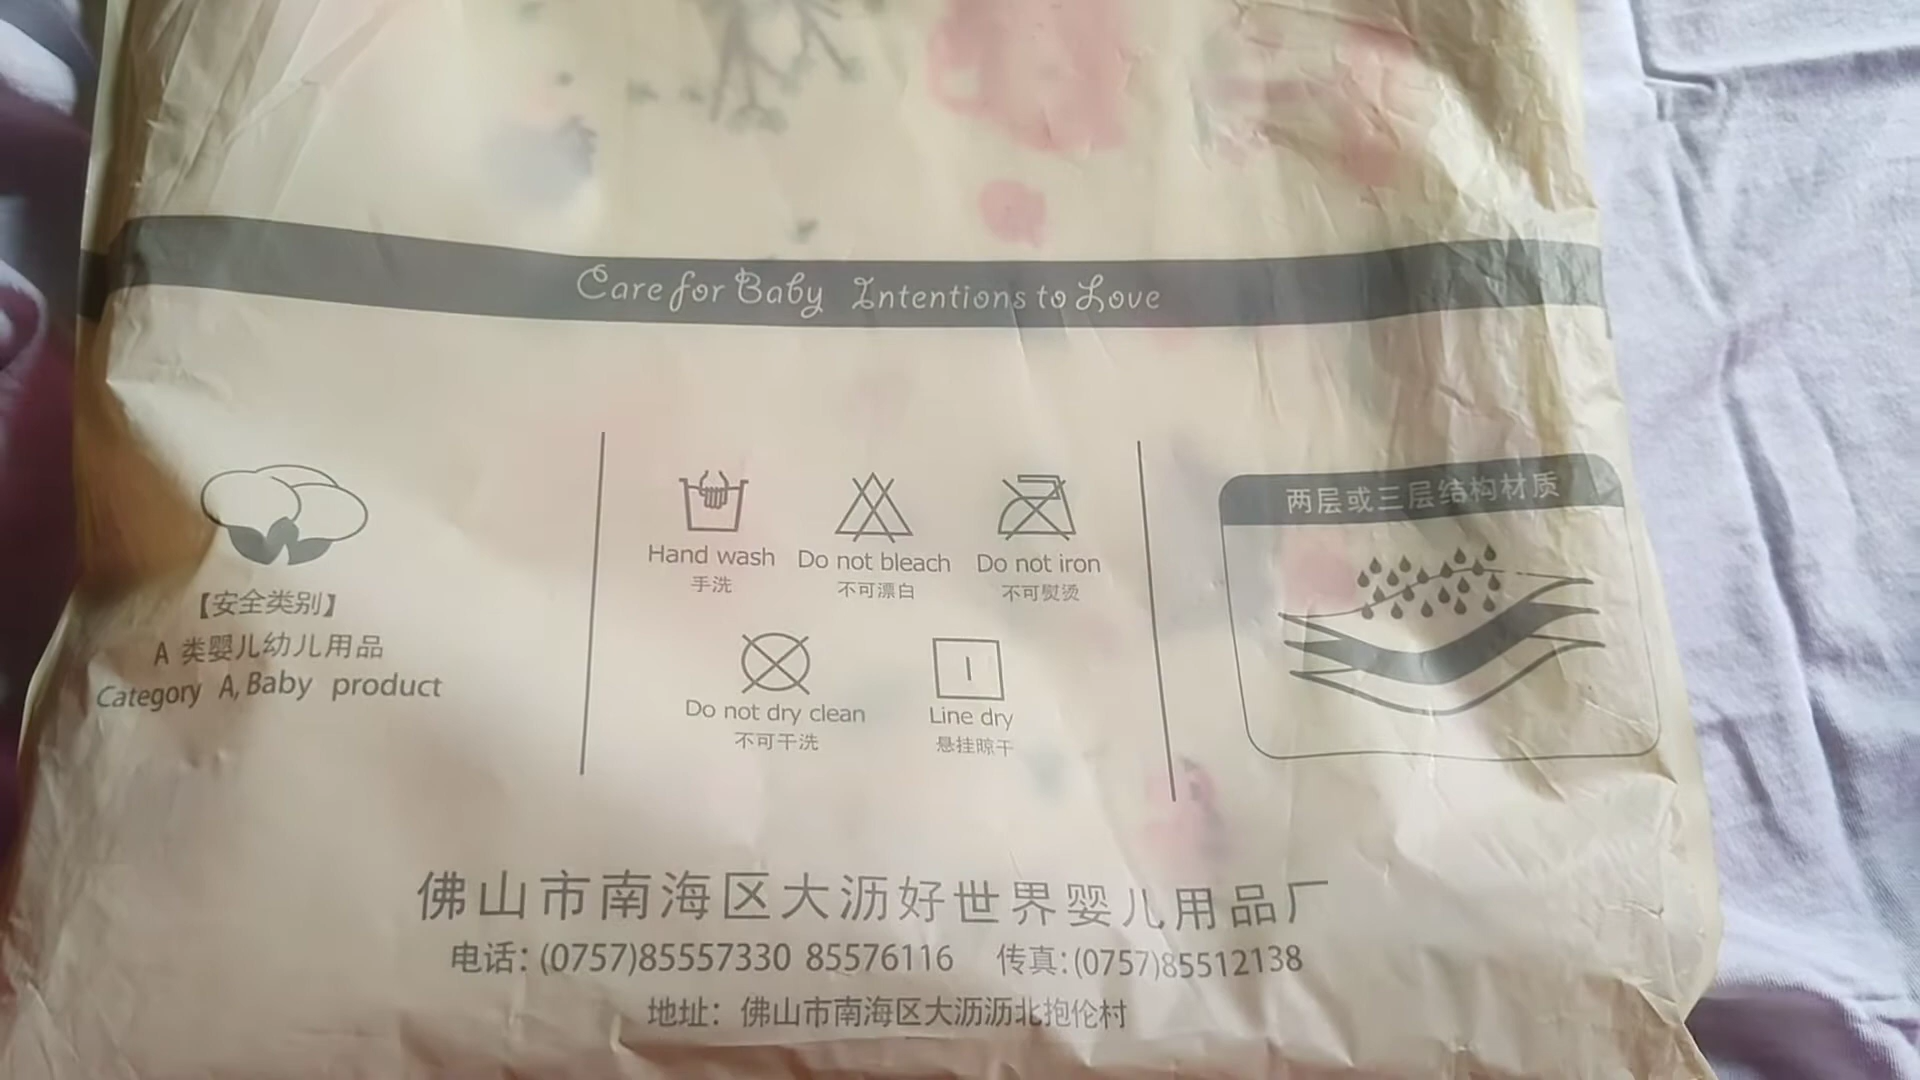 Care for Baby Intentions to Love
【安全类别】
A 类婴儿幼儿用品
Category A, Baby product
Hand wash
手洗
Do not bleach
不可漂白
Do not iron
不可熨烫
Do not dry clean
不可干洗
Line dry
悬挂晾干
两层或三层结构材质
佛山市南海区大沥好世界婴儿用品厂
电话：(0757)85557330 85576116 传真：(0757)85512138
地址：佛山市南海区大沥沥北抱伦村